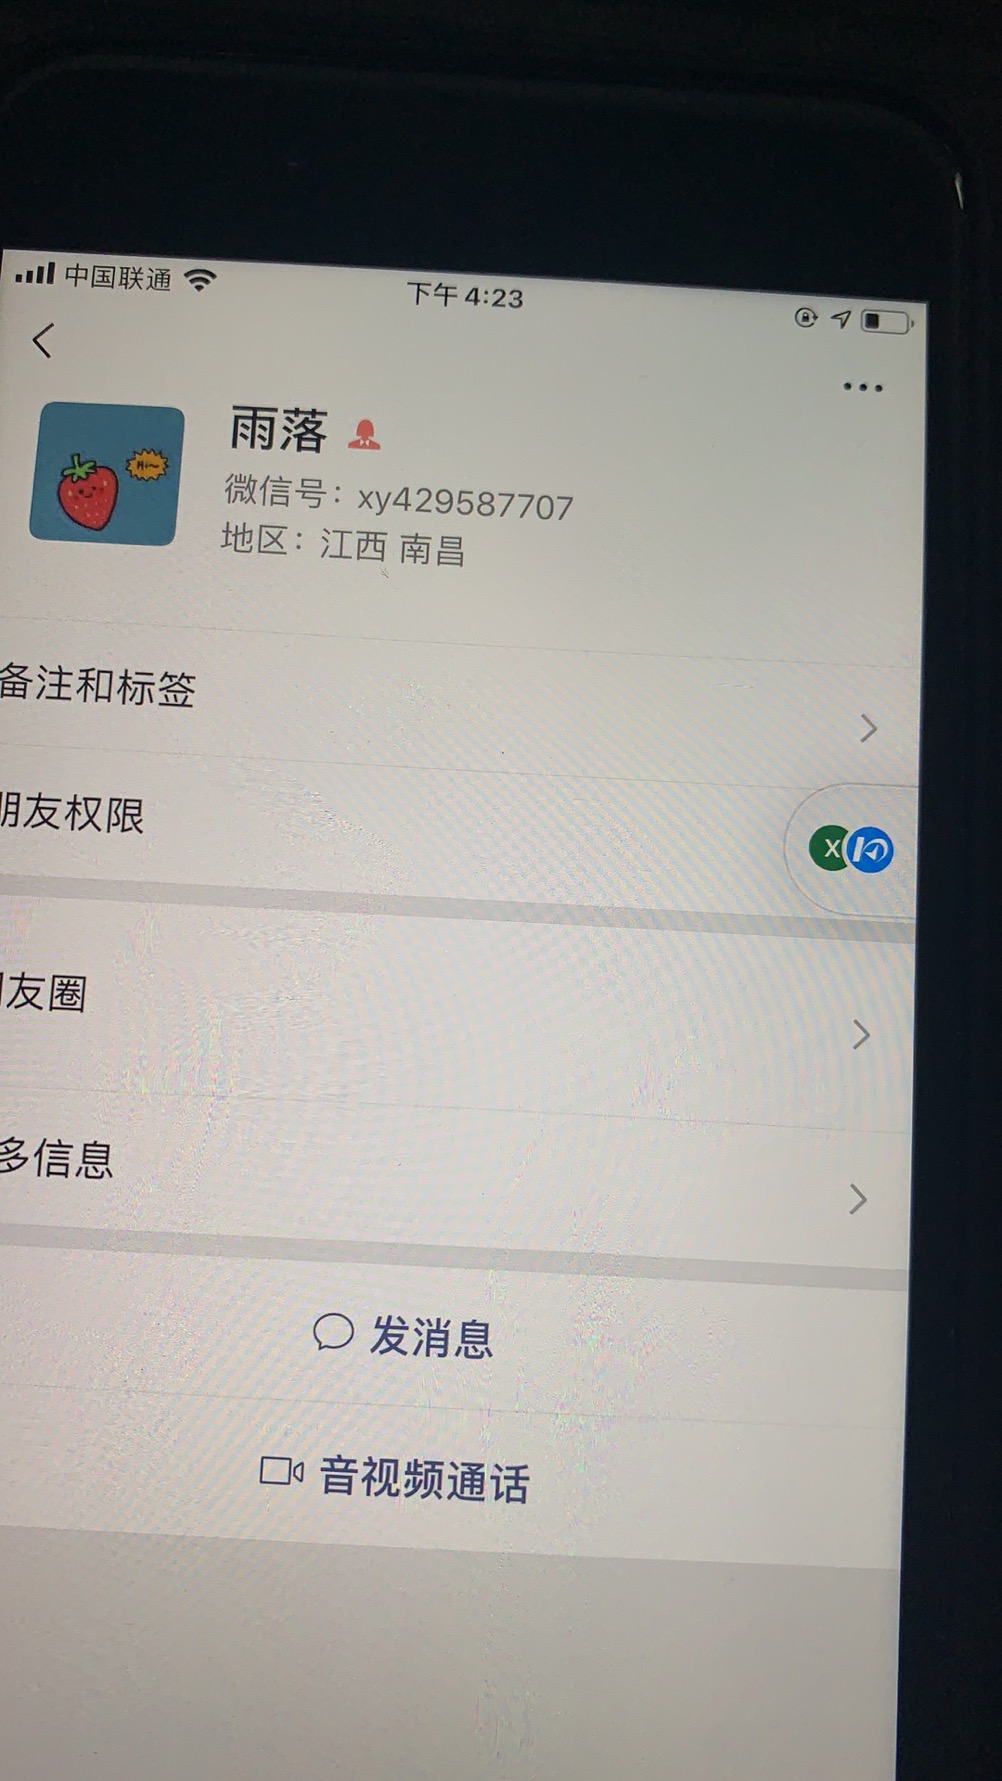 中国联通
下午 4:23
雨落
Hi~
微信号：xy429587707
地区：江西 南昌
备注和标签
朋友权限
X
友圈
多信息
发消息
音视频通话